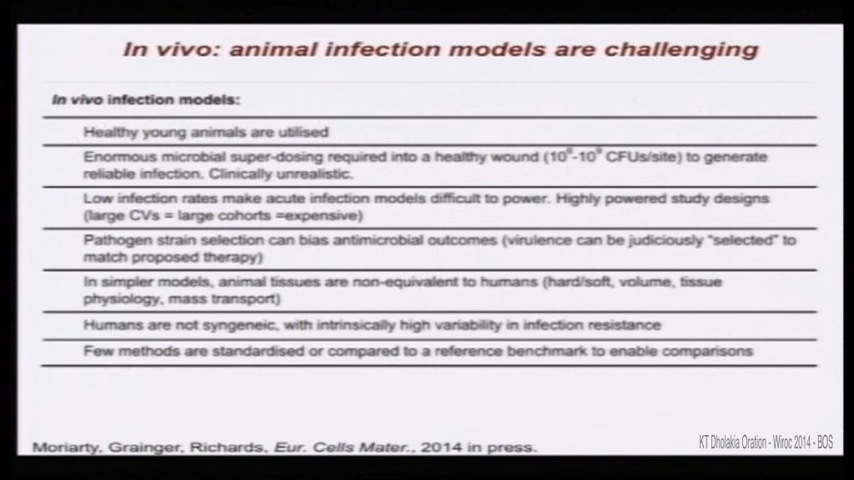 In vivo: animal infection models are challenging
In vivo infection models:
Healthy young animals are utilised
Enormous microbial super-dosing required into a healthy wound (10⁶-10⁹ CFUs/site) to generate
reliable infection. Clinically unrealistic.
Low infection rates make acute infection models difficult to power. Highly powered study designs
(large CVs = large cohorts =expensive)
Pathogen strain selection can bias antimicrobial outcomes (virulence can be judiciously "selected" to
match proposed therapy)
In simpler models, animal tissues are non-equivalent to humans (hard/soft, volume, tissue
physiology, mass transport)
Humans are not syngeneic, with intrinsically high variability in infection resistance
Few methods are standardised or compared to a reference benchmark to enable comparisons
Moriarty, Grainger, Richards, Eur. Cells Mater., 2014 in press.
KT Dholakia Oration - Wiroc 2014 - BOS